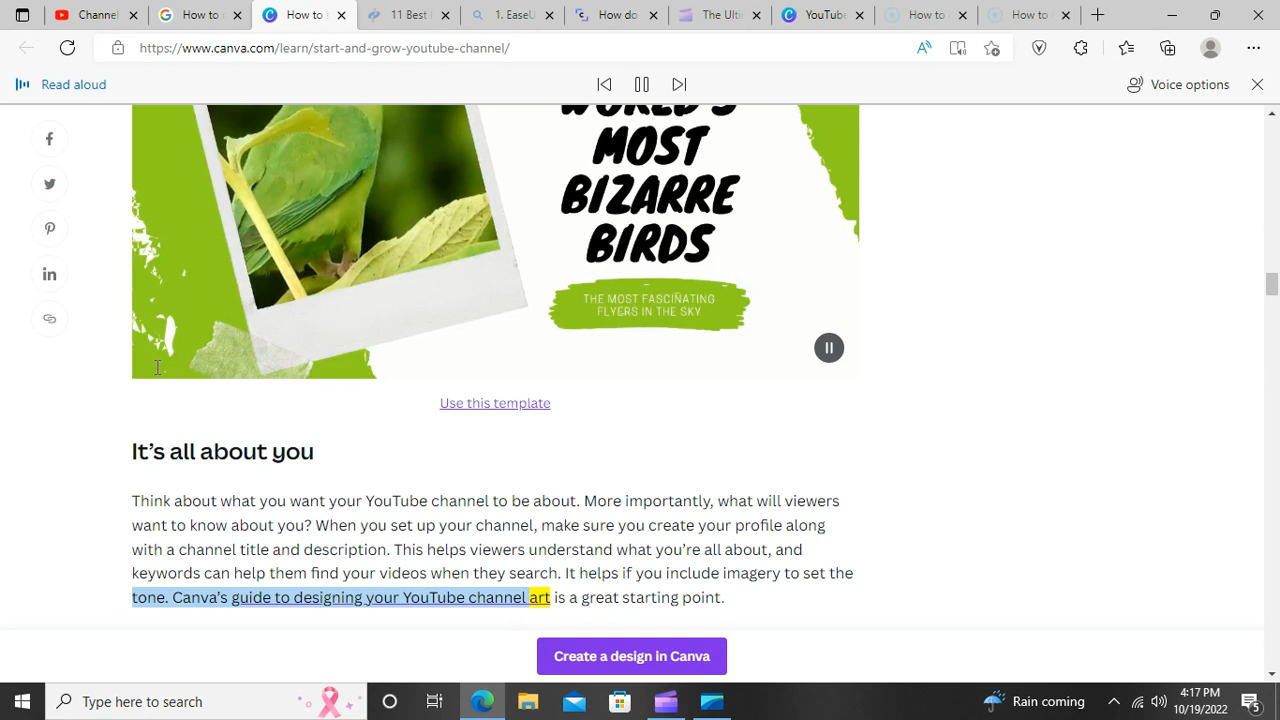 Channel
How to
How to s
11 Best
1. EaseU
How do
The Ulti
YouTube
How to
How to
https://www.canva.com/learn/start-and-grow-youtube-channel/
Read aloud
Voice options
WORLD'S
MOST
BIZARRE
BIRDS
THE MOST FASCINATING
FLYERS IN THE SKY
Use this template
It's all about you
Think about what you want your YouTube channel to be about. More importantly, what will viewers
want to know about you? When you set up your channel, make sure you create your profile along
with a channel title and description. This helps viewers understand what you're all about, and
keywords can help them find your videos when they search. It helps if you include imagery to set the
tone. Canva's guide to designing your YouTube channel art is a great starting point.
Create a design in Canva
Type here to search
Rain coming
4:17 PM
10/19/2022
5